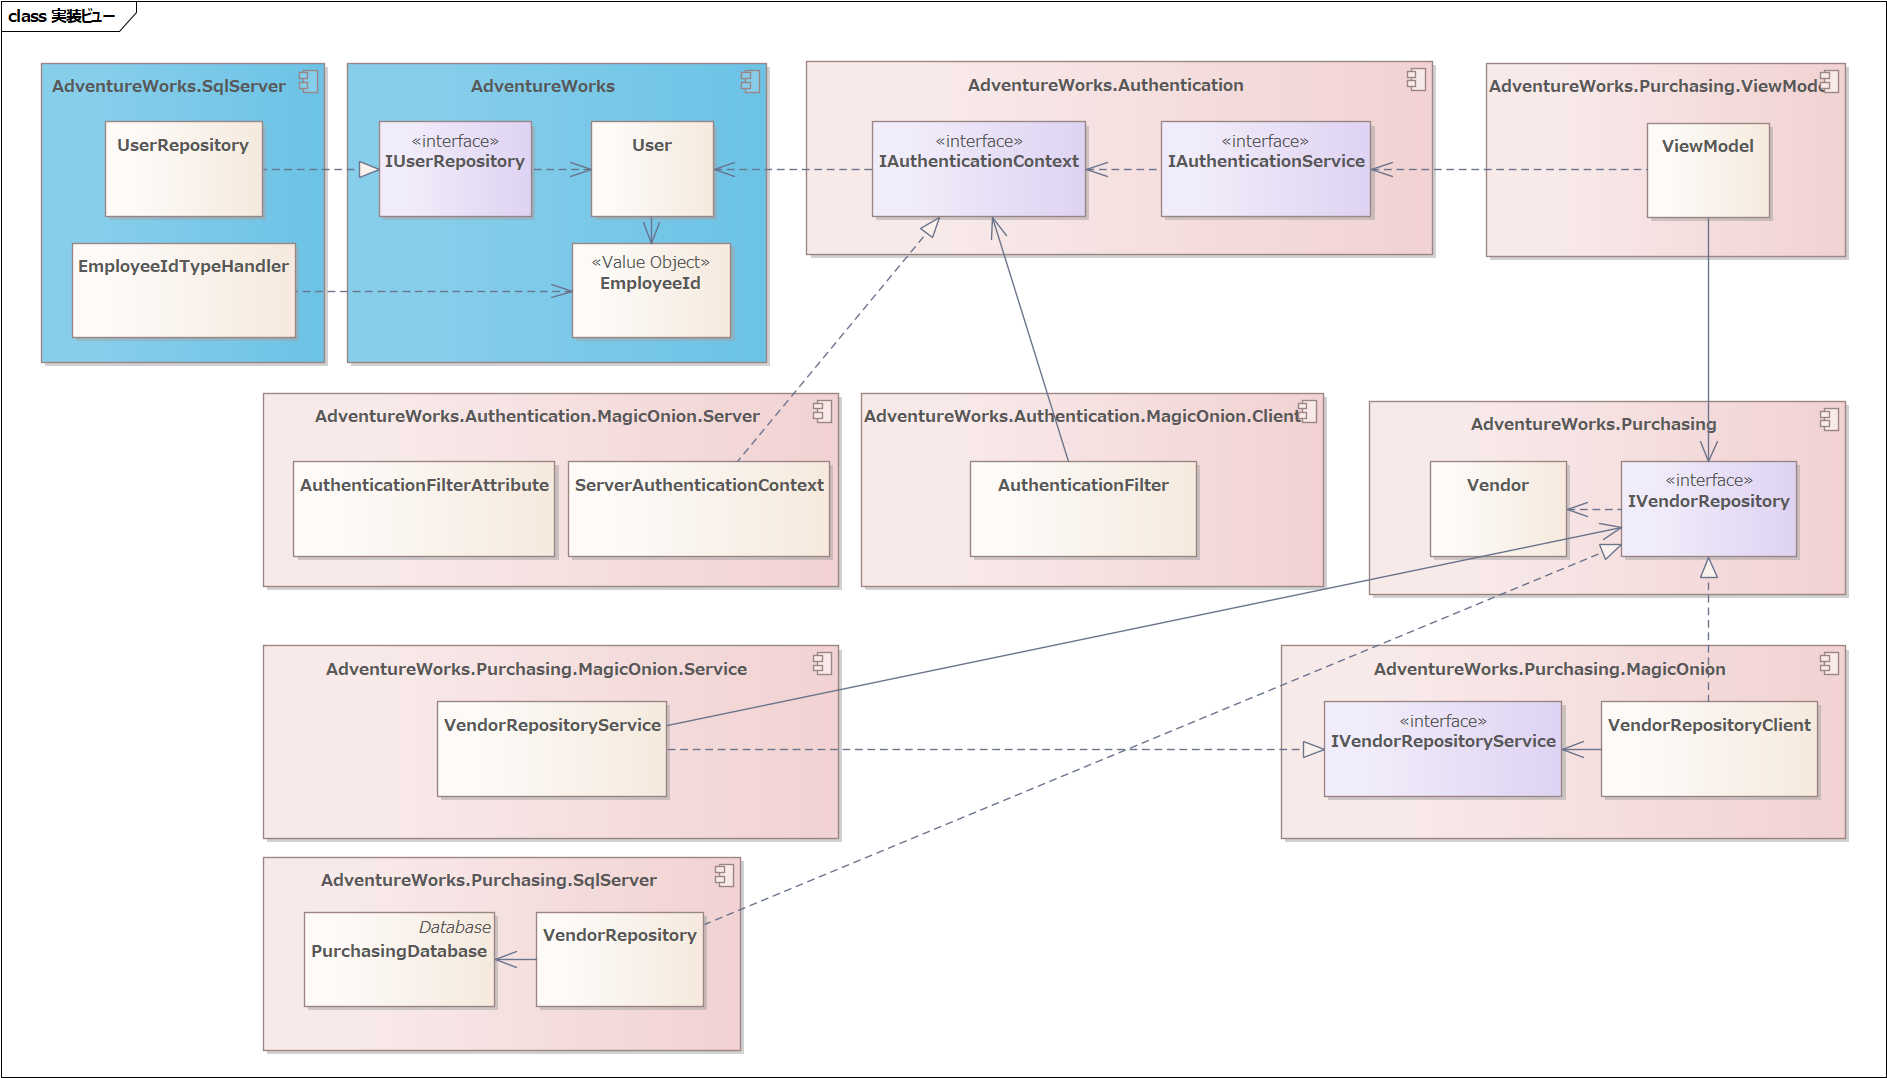 class 実装ビュー
AdventureWorks.SqlServer
UserRepository
EmployeeIdTypeHandler
AdventureWorks
«interface»
IUserRepository
User
«Value Object»
EmployeeId
AdventureWorks.Authentication
«interface»
IAuthenticationContext
«interface»
IAuthenticationService
AdventureWorks.Purchasing.ViewMode
ViewModel
AdventureWorks.Authentication.MagicOnion.Server
AuthenticationFilterAttribute
ServerAuthenticationContext
AdventureWorks.Authentication.MagicOnion.Client
AuthenticationFilter
AdventureWorks.Purchasing
Vendor
«interface»
IVendorRepository
AdventureWorks.Purchasing.MagicOnion.Service
VendorRepositoryService
AdventureWorks.Purchasing.MagicOnion
«interface»
IVendorRepositoryService
VendorRepositoryClient
AdventureWorks.Purchasing.SqlServer
Database
PurchasingDatabase
VendorRepository